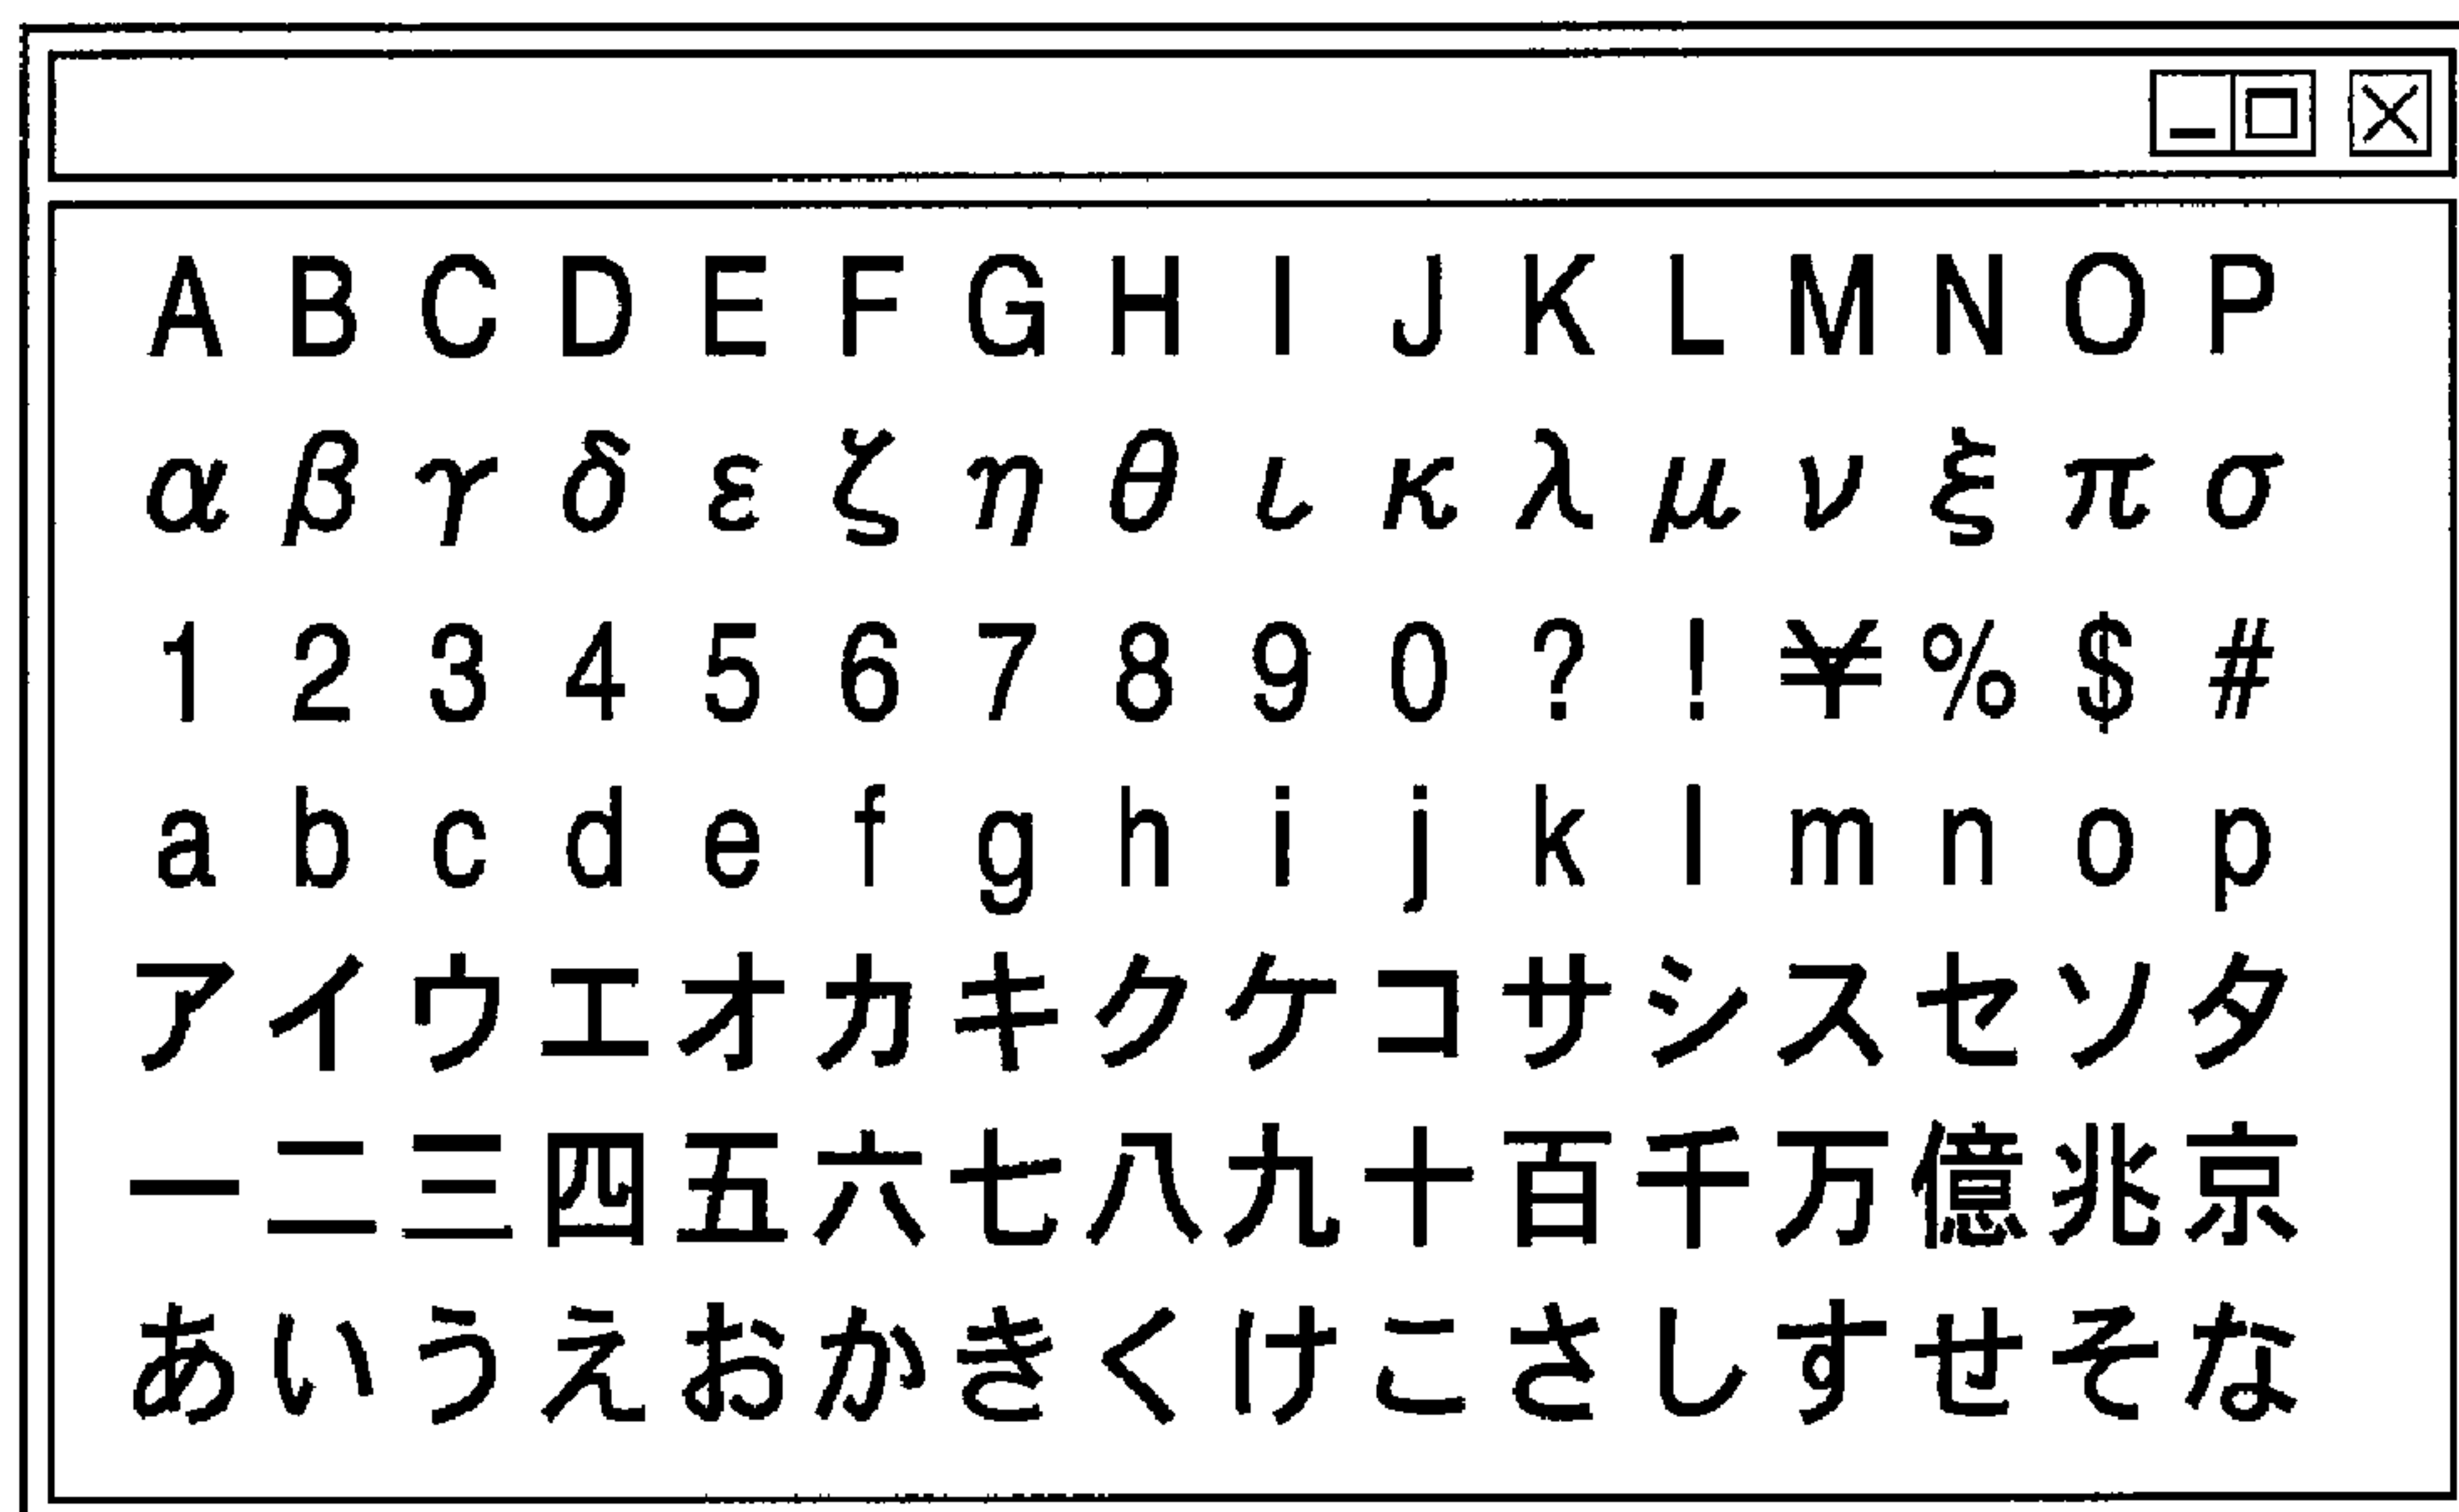 A B C D E F G H I J K L M N O P
α β γ δ ε ζ η θ ι κ λ μ ν ξ π σ
1 2 3 4 5 6 7 8 9 0 ? ! ¥ % $ #
a b c d e f g h i j k l m n o p
ア イ ウ エ オ カ キ ク ケ コ サ シ ス セ ソ タ
一 二 三 四 五 六 七 八 九 十 百 千 万 億 兆 京
あ い う え お か き く け こ さ し す せ そ な